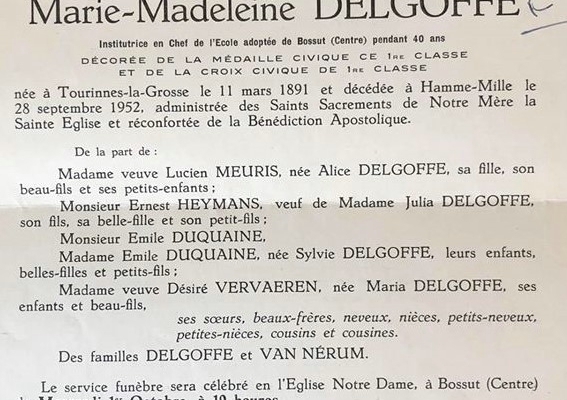 Marie-Madeleine DELGOFFE
Institutrice en Chef de l'Ecole adoptée de Bossut (Centre) pendant 40 ans
DÉCORÉE DE LA MÉDAILLE CIVIQUE CE 1RE CLASSE
ET DE LA CROIX CIVIQUE DE 1RE CLASSE
née à Tourinnes-la-Grosse le 11 mars 1891 et décédée à Hamme-Mille le
28 septembre 1952, administrée des Saints Sacrements de Notre Mère la
Sainte Eglise et réconfortée de la Bénédiction Apostolique.
De la part de :
Madame veuve Lucien MEURIS, née Alice DELGOFFE, sa fille, son
beau-fils et ses petits-enfants ;
Monsieur Ernest HEYMANS, veuf de Madame Julia DELGOFFE,
son fils, sa belle-fille et son petit-fils ;
Monsieur Emile DUQUAINE,
Madame Emile DUQUAINE, née Sylvie DELGOFFE, leurs enfants,
belles-filles et petits-fils ;
Madame veuve Désiré VERVAEREN, née Maria DELGOFFE, ses
enfants et beau-fils,
ses sœurs, beaux-frères, neveux, nièces, petits-neveux,
petites-nièces, cousins et cousines.
Des familles DELGOFFE et VAN NÉRUM.
Le service funèbre sera célébré en l'Eglise Notre Dame, à Bossut (Centre)
1er Octobre, à 10 heures